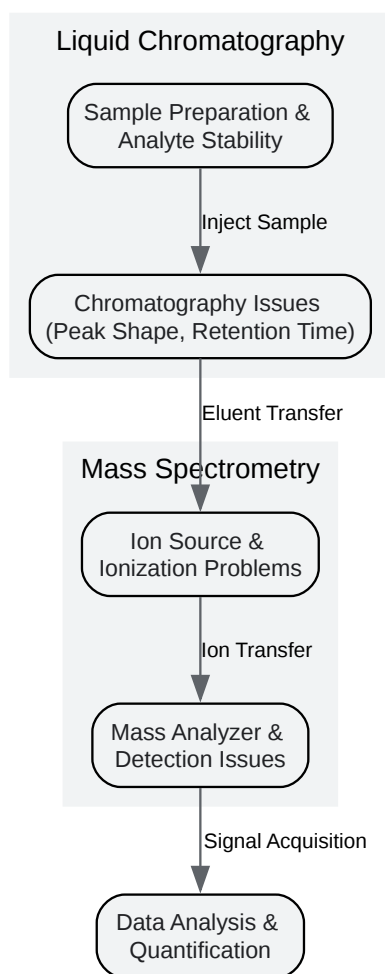 Liquid Chromatography
Sample Preparation &
Analyte Stability
Inject Sample
Chromatography Issues
(Peak Shape, Retention Time)
Eluent Transfer
Mass Spectrometry
Ion Source &
Ionization Problems
Ion Transfer
Mass Analyzer &
Detection Issues
Signal Acquisition
Data Analysis &
Quantification